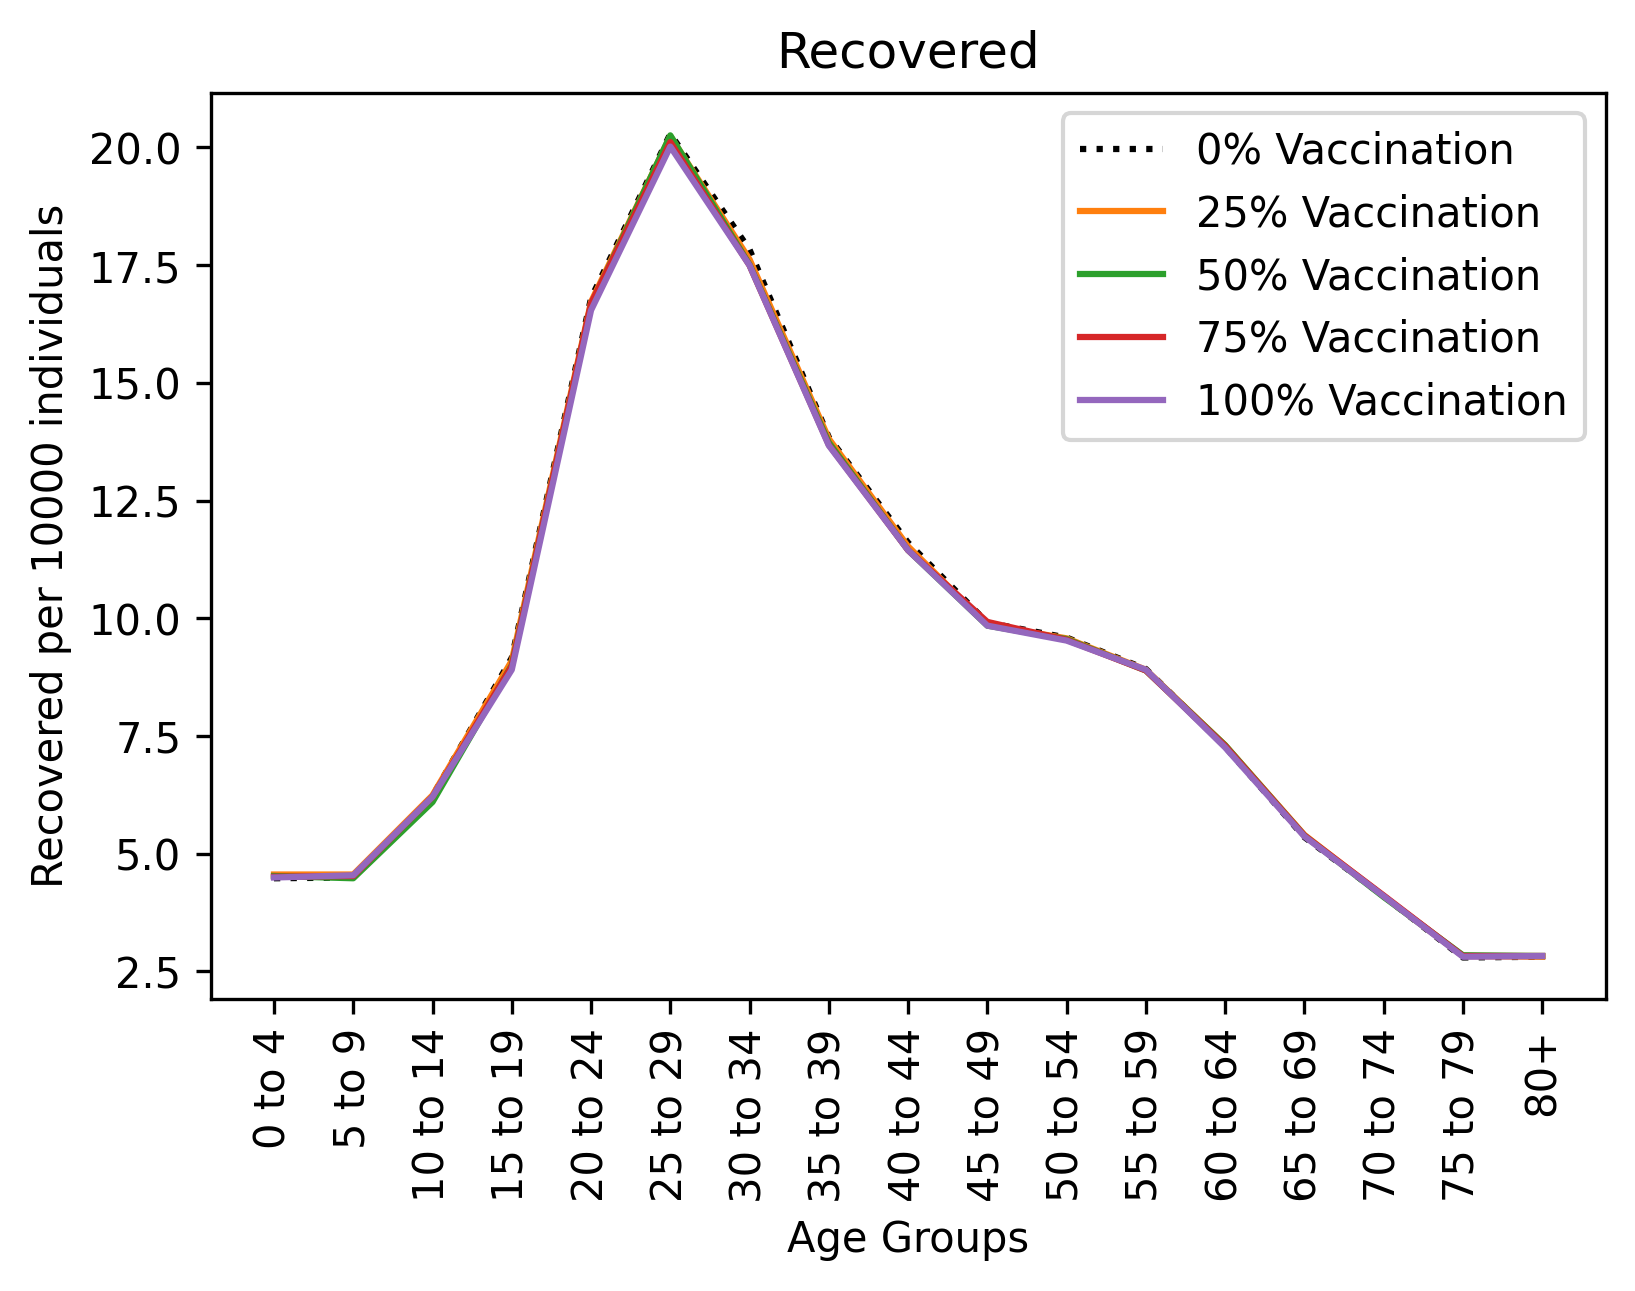 Recovered
20.0
17.5
15.0
12.5
10.0
7.5
5.0
2.5
Recovered per 10000 individuals
0% Vaccination
25% Vaccination
50% Vaccination
75% Vaccination
100% Vaccination
0 to 4
5 to 9
10 to 14
15 to 19
20 to 24
25 to 29
30 to 34
35 to 39
40 to 44
45 to 49
50 to 54
55 to 59
60 to 64
65 to 69
70 to 74
75 to 79
80+
Age Groups